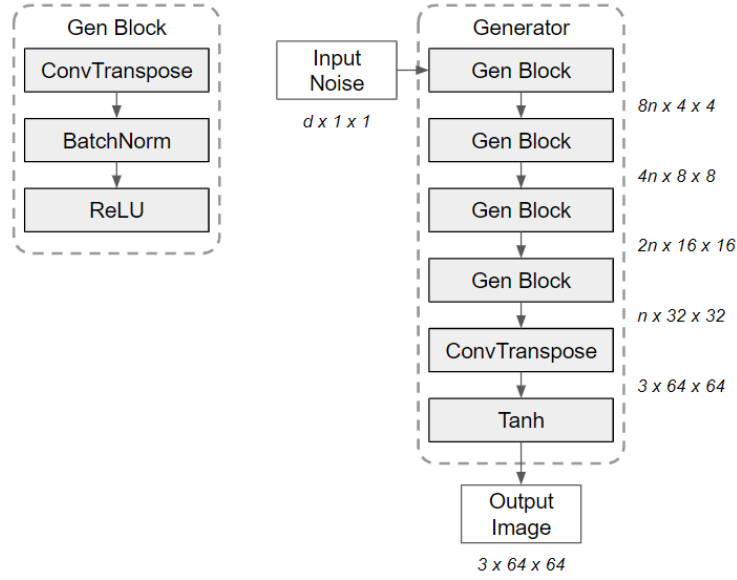 Gen Block
ConvTranspose
BatchNorm
ReLU
Input
Noise
d x 1 x 1
Generator
Gen Block
8n x 4 x 4
Gen Block
4n x 8 x 8
Gen Block
2n x 16 x 16
Gen Block
n x 32 x 32
ConvTranspose
3 x 64 x 64
Tanh
Output
Image
3 x 64 x 64